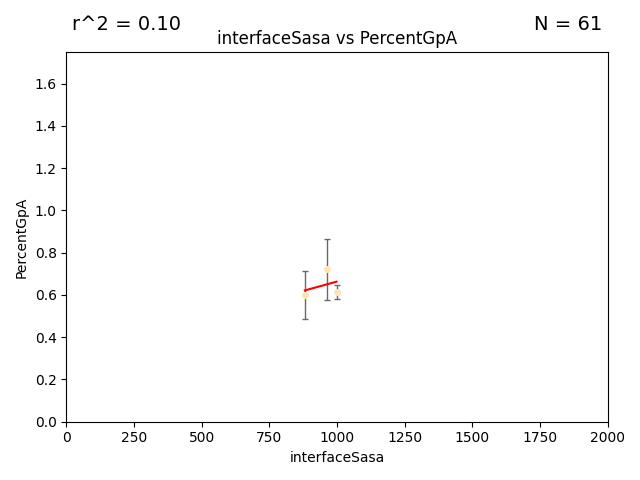 r^2 = 0.10
N = 61
interfaceSasa vs PercentGpA
PercentGpA
1.6
1.4
1.2
1.0
0.8
0.6
0.4
0.2
0.0
0 250 500 750 1000 1250 1500 1750 2000
interfaceSasa